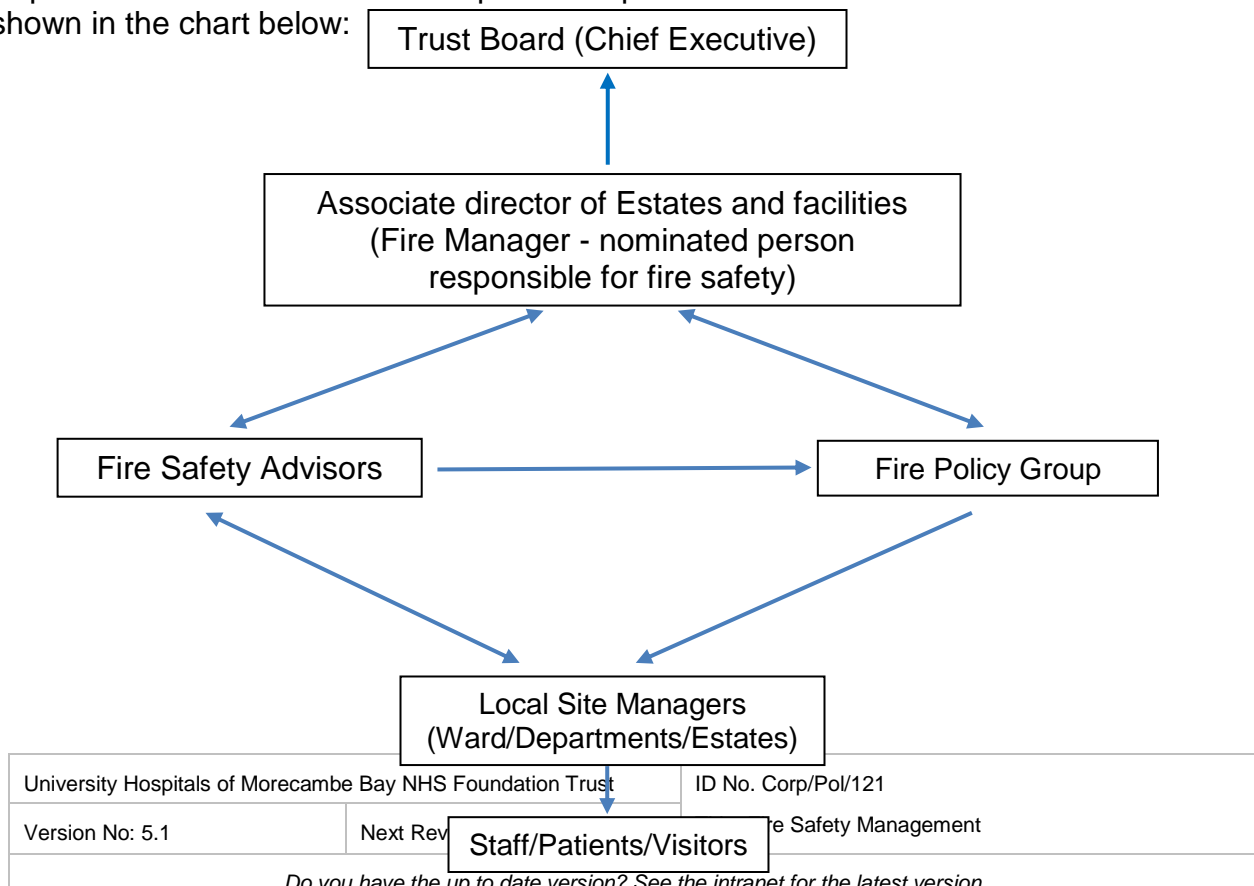 shown in the chart below:
Trust Board (Chief Executive)
Associate director of Estates and facilities
(Fire Manager - nominated person
responsible for fire safety)
Fire Safety Advisors
Fire Policy Group
Local Site Managers
(Ward/Departments/Estates)
University Hospitals of Morecambe Bay NHS Foundation Trust
ID No. Corp/Pol/121
Version No: 5.1
Next Rev
Safety Management
Staff/Patients/Visitors
Do you have the up to date version? See the intranet for the latest version